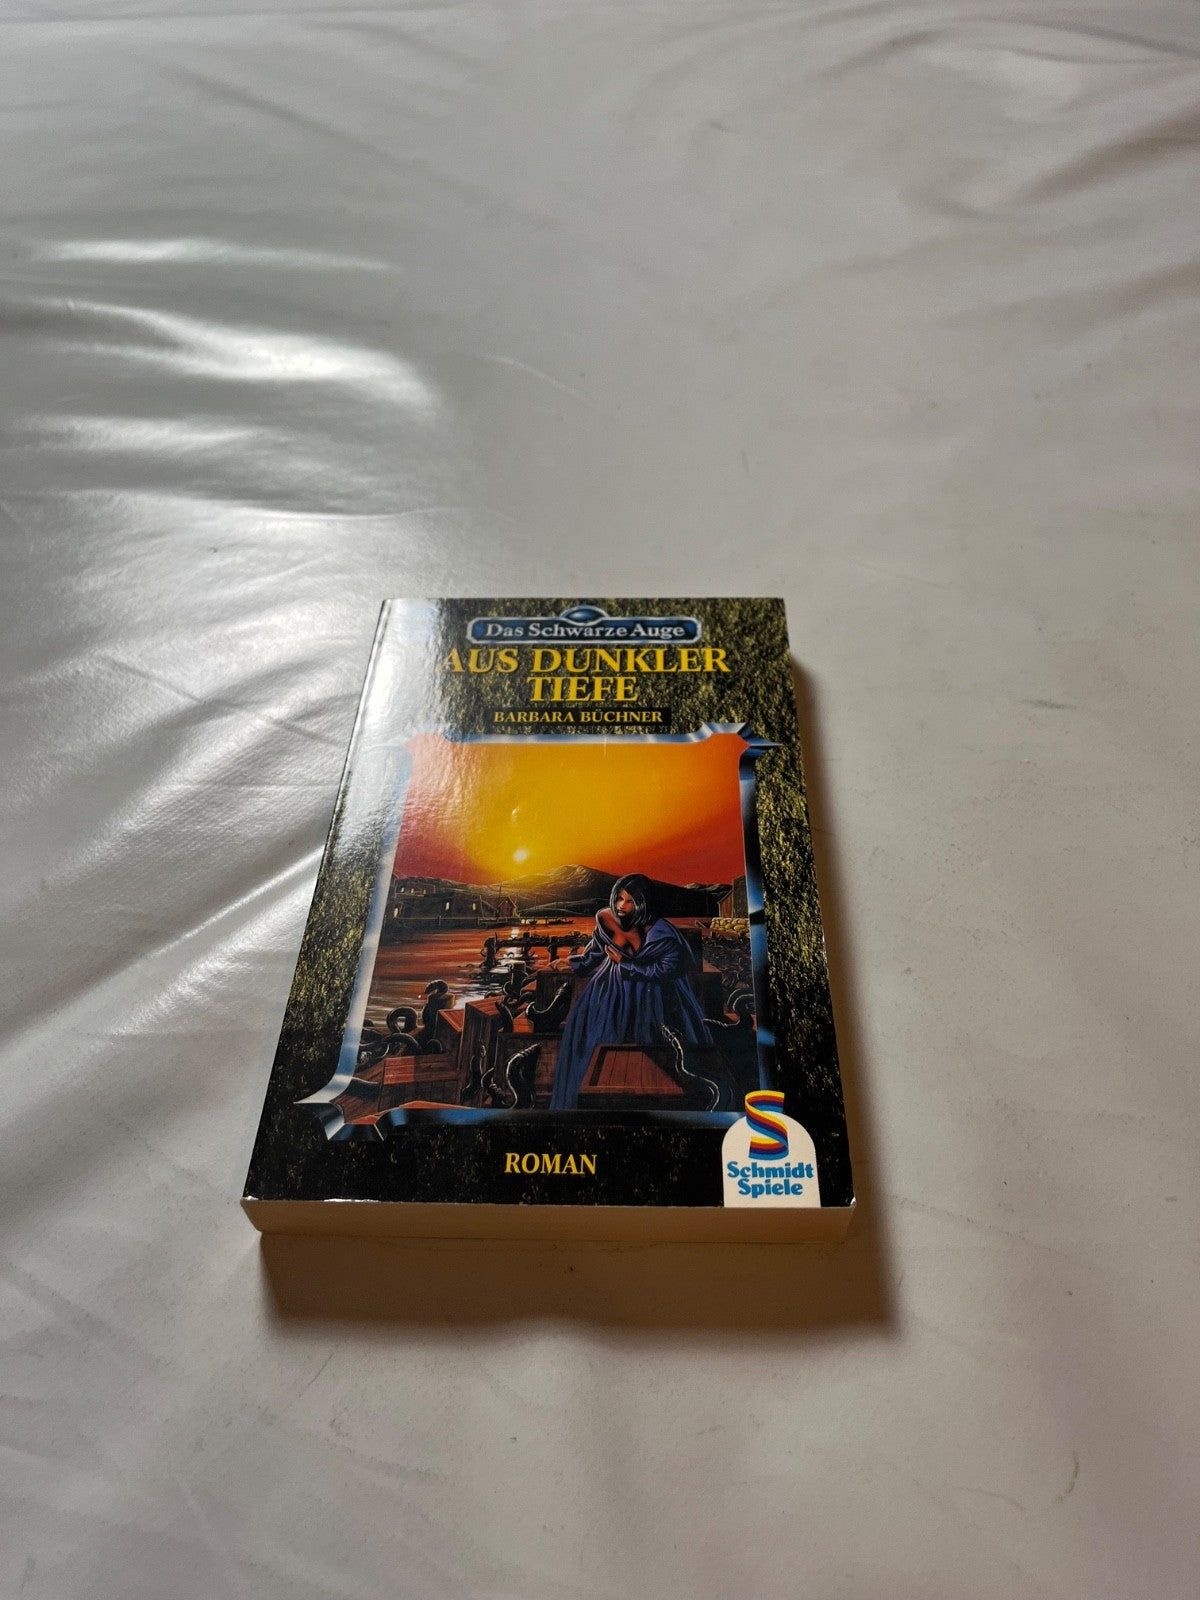 Das Schwarze Auge
AUS DUNKLER
TIEFE
BARBARA BÜCHNER
ROMAN
Schmidt
Spiele